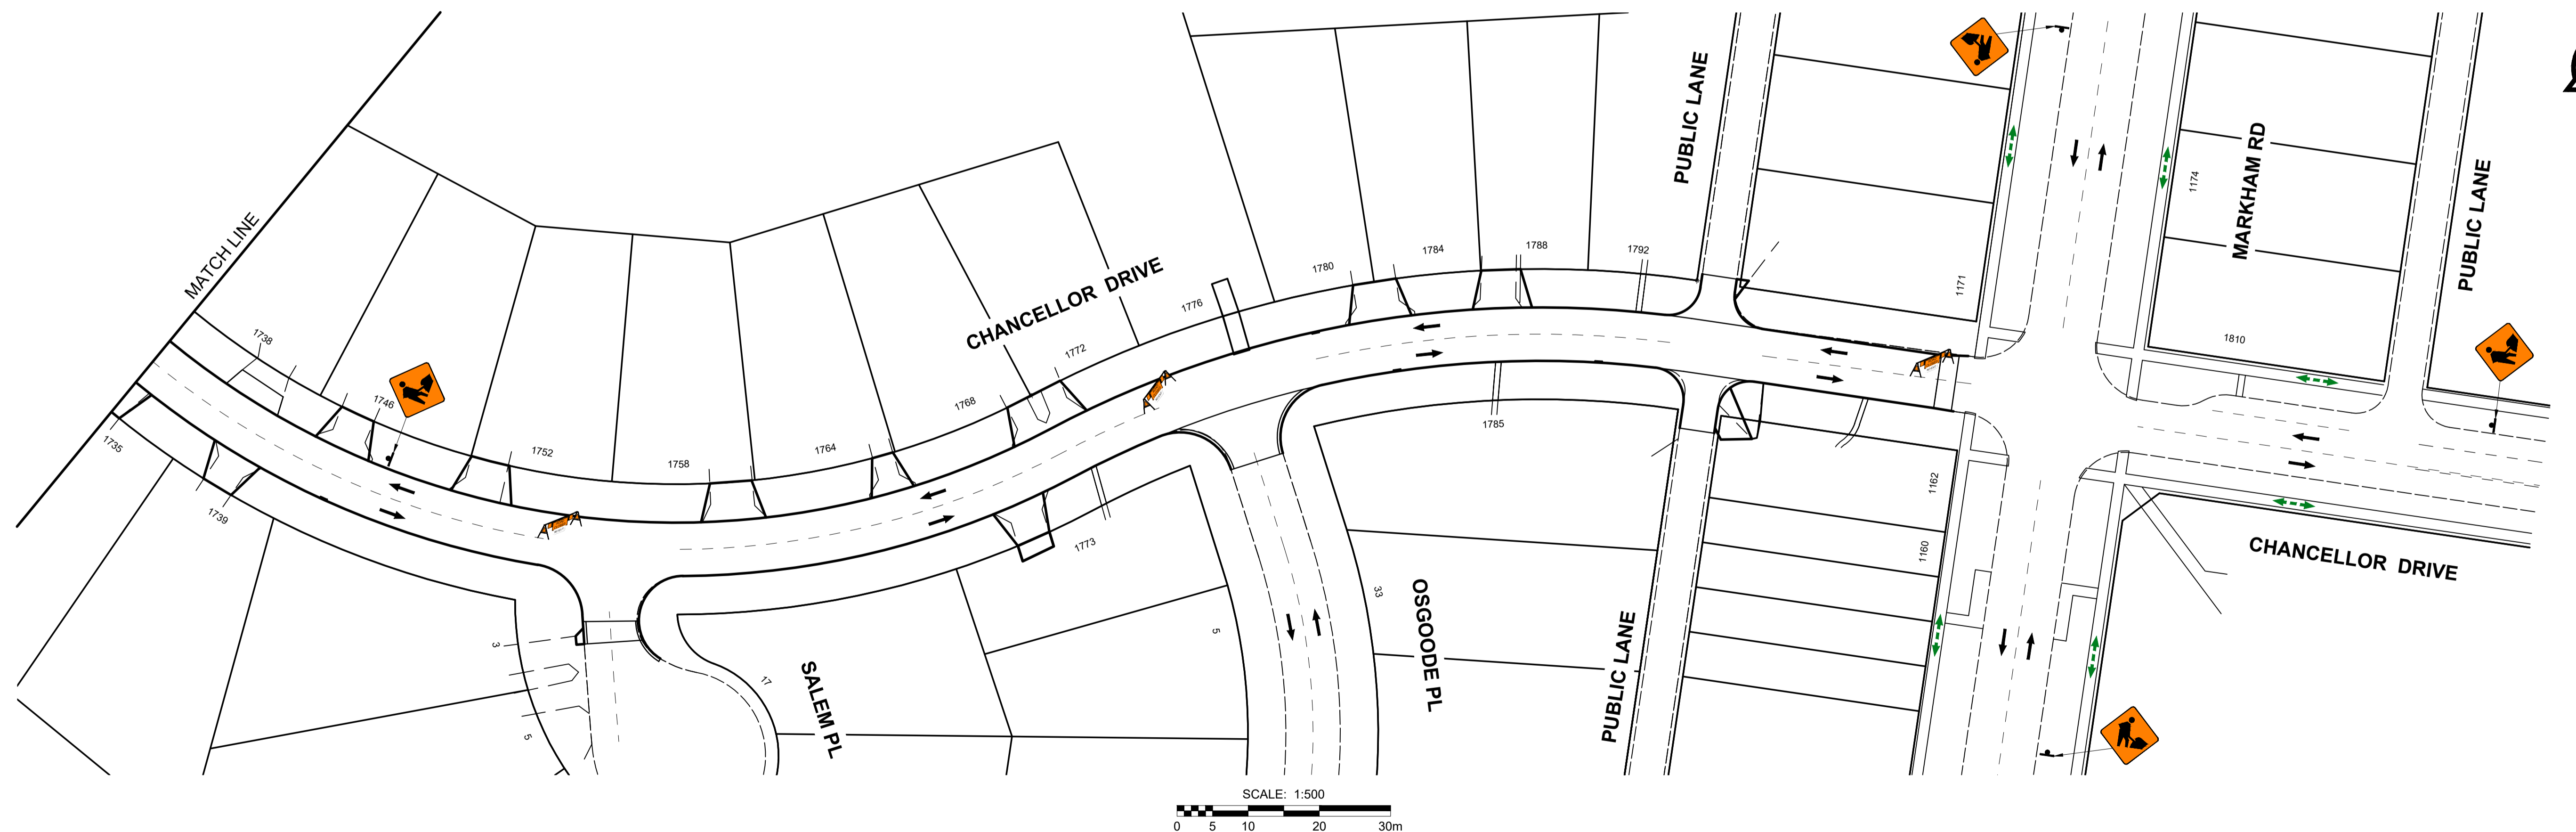 MATCH LINE
1738
1735
1739
1746
1752
1758
1764
1768
1772
CHANCELLOR DRIVE
1776
1780
1784
1788
1792
1773
1785
3
5
17
SALEM PL
5
33
OSGOODE PL
PUBLIC LANE
PUBLIC LANE
1171
1162
1160
1174
MARKHAM RD
1810
PUBLIC LANE
CHANCELLOR DRIVE
SCALE: 1:500
0 5 10 20 30m